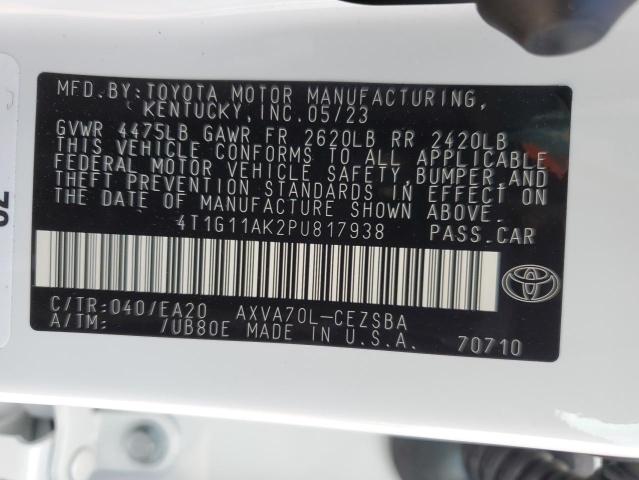 MFD.BY:TOYOTA MOTOR MANUFACTURING,
KENTUCKY, INC.05/23
GVWR 4475LB GAWR FR 2620LB RR 2420LB
THIS VEHICLE CONFORMS TO ALL APPLICABLE
FEDERAL MOTOR VEHICLE SAFETY, BUMPER,AND
THEFT PREVENTION STANDARDS IN EFFECT ON
THE DATE OF MANUFACTURE SHOWN ABOVE.
4T1G11AK2PU817938 PASS.CAR
C/TR:040/EA20 AXVA70L-CEZSBA
A/TM: /UB80E MADE IN U.S.A. 70710